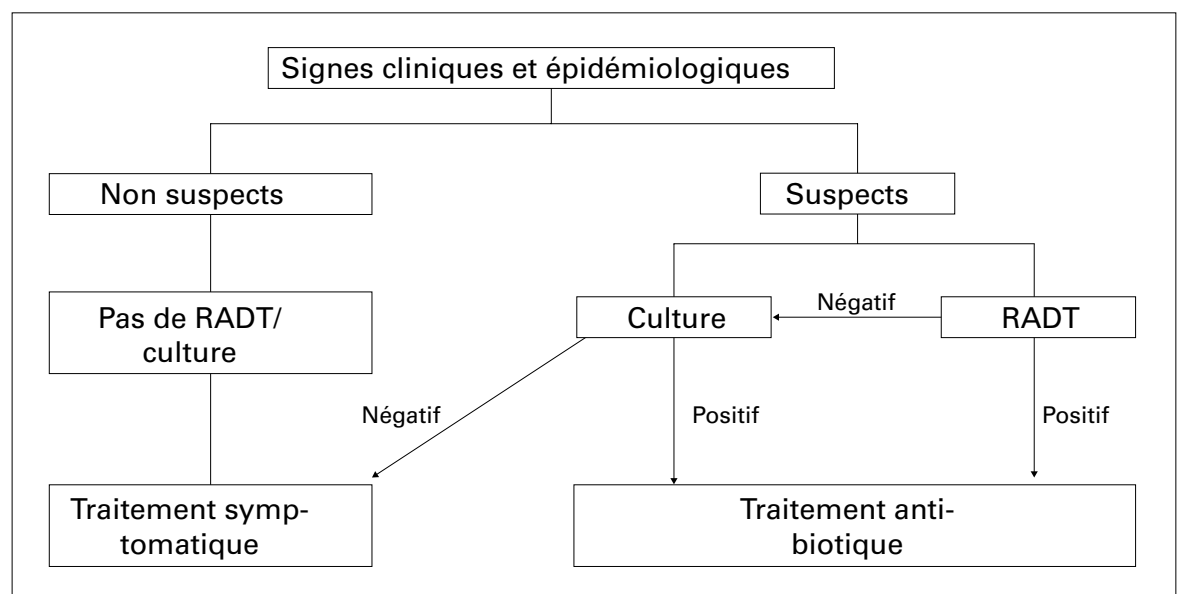 Signes cliniques et épidémiologiques
Non suspects
Suspects
Pas de RADT/
culture
Culture
Négatif
RADT
Négatif
Positif
Positif
Traitement symp-
tomatique
Traitement anti-
biotique